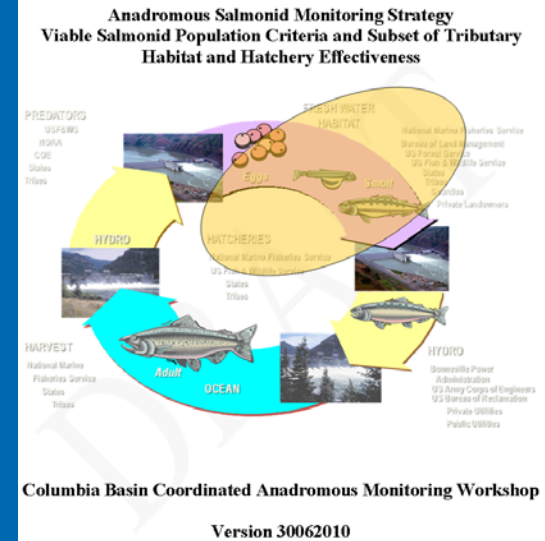 Anadromous Salmonid Monitoring Strategy
Viable Salmonid Population Criteria and Subset of Tributary
Habitat and Hatchery Effectiveness
PREDATORS
USF&WS
NOAA
COE
States
Tribes
FRESH WATER
HABITAT
National Marine Fisheries Service
Bureau of Land Management
US Forest Service
US Fish & Wildlife Service
States
Tribes
Counties
Private Landowners
Eggs
Smolt
HYDRO
HATCHERIES
National Marine Fisheries Service
US Fish & Wildlife Service
States
Tribes
HARVEST
National Marine
Fisheries Service
States
Tribes
Adult
OCEAN
HYDRO
Bonneville Power
Administration
US Army Corps of Engineers
US Bureau of Reclamation
Private Utilities
Public Utilities
DRAFT
Columbia Basin Coordinated Anadromous Monitoring Workshop
Version 30062010